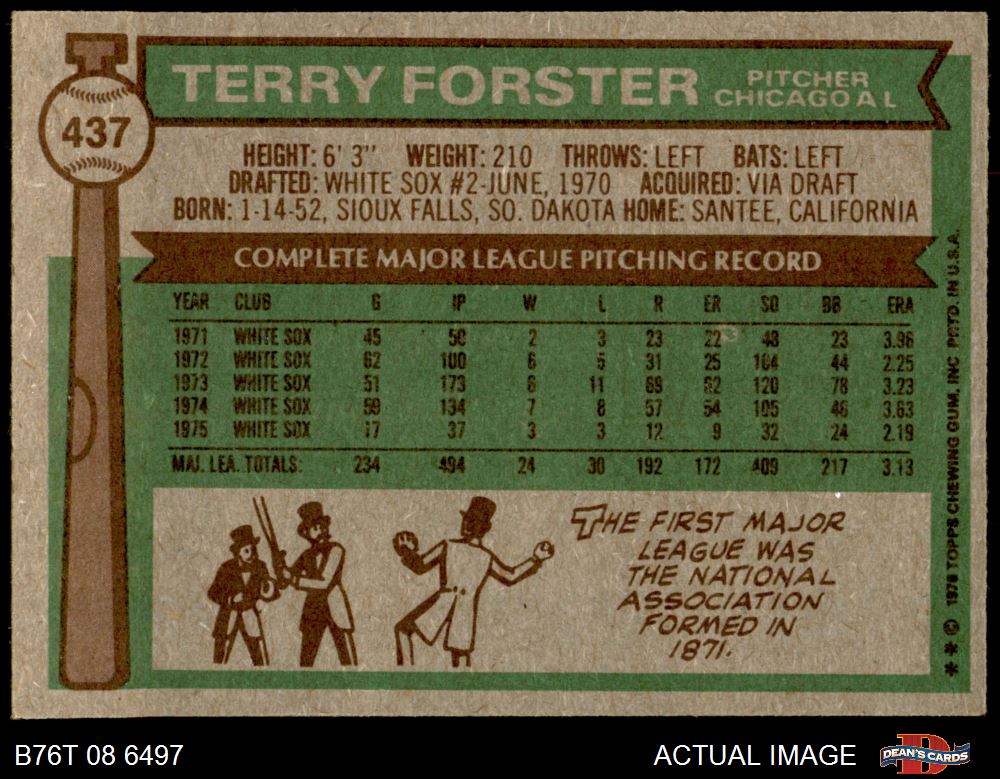 437
TERRY FORSTER
PITCHER
CHICAGO A L
HEIGHT: 6' 3" WEIGHT: 210 THROWS: LEFT BATS: LEFT
DRAFTED: WHITE SOX #2-JUNE, 1970 ACQUIRED: VIA DRAFT
BORN: 1-14-52, SIOUX FALLS, SO. DAKOTA HOME: SANTEE, CALIFORNIA
COMPLETE MAJOR LEAGUE PITCHING RECORD
YEAR CLUB G IP W L R ER SO BB ERA
1971 WHITE SOX 45 50 2 3 23 22 48 23 3.96
1972 WHITE SOX 62 100 6 5 31 25 104 44 2.25
1973 WHITE SOX 51 173 6 11 69 62 120 78 3.23
1974 WHITE SOX 59 134 7 8 57 54 105 48 3.63
1975 WHITE SOX 17 37 3 3 12 9 32 24 2.19
MAJ. LEA. TOTALS: 234 494 24 30 192 172 409 217 3.13
THE FIRST MAJOR
LEAGUE WAS
THE NATIONAL
ASSOCIATION
FORMED IN
1871.
** © 1976 TOPPS CHEWING GUM, INC PRTD. IN U.S.A.
B76T 08 6497
ACTUAL IMAGE
DEAN'S CARDS